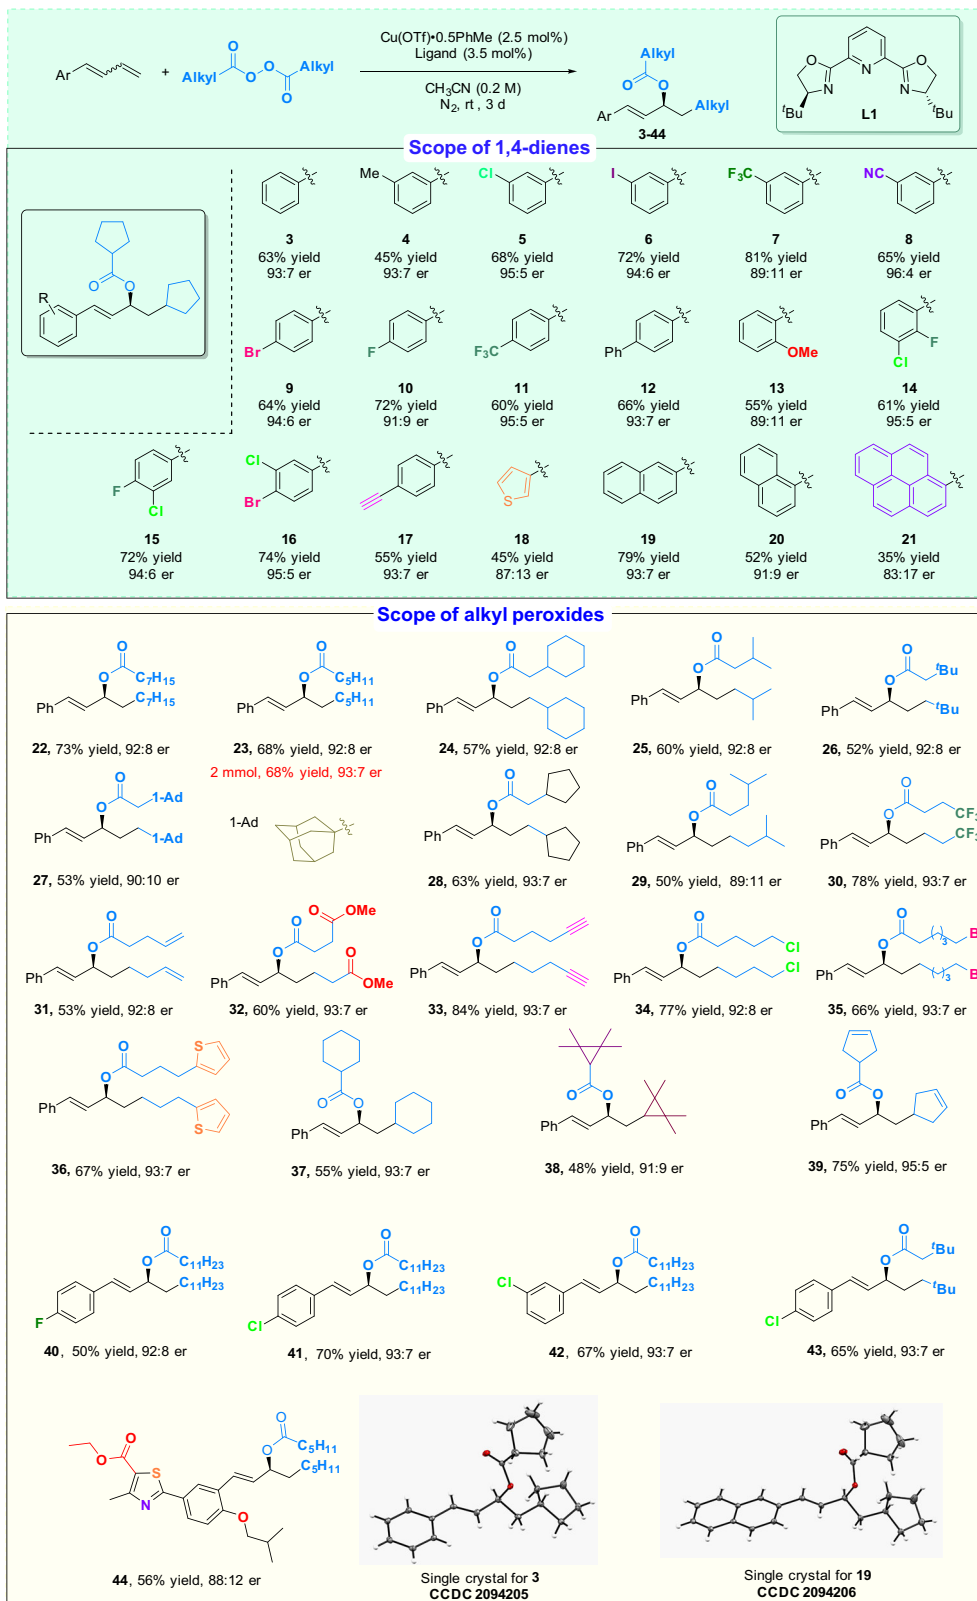 Cu(OTf)•0.5PhMe (2.5 mol%)
Ligand (3.5 mol%)
CH₃CN (0.2 M)
N₂, rt , 3 d
Ar
+
Alkyl
O
O
O
O
Alkyl
Alkyl
O
O
Ar
Alkyl
3-44
O
N
N
N
O
ᵗBu
L1
ᵗBu
Scope of 1,4-dienes
R
O
O
Me
Cl
I
F₃C
NC
3 4 5 6 7 8
63% yield 45% yield 68% yield 72% yield 81% yield 65% yield
93:7 er 93:7 er 95:5 er 94:6 er 89:11 er 96:4 er
Br
F
F₃C
Ph
OMe
F
Cl
9 10 11 12 13 14
64% yield 72% yield 60% yield 66% yield 55% yield 61% yield
94:6 er 91:9 er 95:5 er 93:7 er 89:11 er 95:5 er
F
Cl
Cl
Br
S
15 16 17 18 19 20 21
72% yield 74% yield 55% yield 45% yield 79% yield 52% yield 35% yield
94:6 er 95:5 er 93:7 er 87:13 er 93:7 er 91:9 er 83:17 er
Scope of alkyl peroxides
O
O
C₇H₁₅
C₇H₁₅
Ph
O
O
C₅H₁₁
C₅H₁₁
Ph
O
O
Ph
O
O
Ph
O
O
ᵗBu
ᵗBu
Ph
22, 73% yield, 92:8 er
23, 68% yield, 92:8 er
2 mmol, 68% yield, 93:7 er
24, 57% yield, 92:8 er
25, 60% yield, 92:8 er
26, 52% yield, 92:8 er
O
O
1-Ad
1-Ad
Ph
1-Ad
O
O
Ph
O
O
Ph
O
O
CF₃
CF₃
Ph
27, 53% yield, 90:10 er
28, 63% yield, 93:7 er
29, 50% yield, 89:11 er
30, 78% yield, 93:7 er
O
O
Ph
O
OMe
O
O
O
OMe
Ph
O
O
Ph
O
O
Cl
Cl
Ph
O
O
( )₃
B
( )₃
B
Ph
31, 53% yield, 92:8 er
32, 60% yield, 93:7 er
33, 84% yield, 93:7 er
34, 77% yield, 92:8 er
35, 66% yield, 93:7 er
O
O
S
S
Ph
O
O
Ph
O
O
Ph
O
O
Ph
36, 67% yield, 93:7 er
37, 55% yield, 93:7 er
38, 48% yield, 91:9 er
39, 75% yield, 95:5 er
O
O
C₁₁H₂₃
C₁₁H₂₃
F
O
O
C₁₁H₂₃
C₁₁H₂₃
Cl
O
O
C₁₁H₂₃
C₁₁H₂₃
Cl
O
O
ᵗBu
ᵗBu
Cl
40, 50% yield, 92:8 er
41, 70% yield, 93:7 er
42, 67% yield, 93:7 er
43, 65% yield, 93:7 er
O
O
O
O
C₅H₁₁
C₅H₁₁
S
N
O
44, 56% yield, 88:12 er
Single crystal for 3
CCDC 2094205
Single crystal for 19
CCDC 2094206